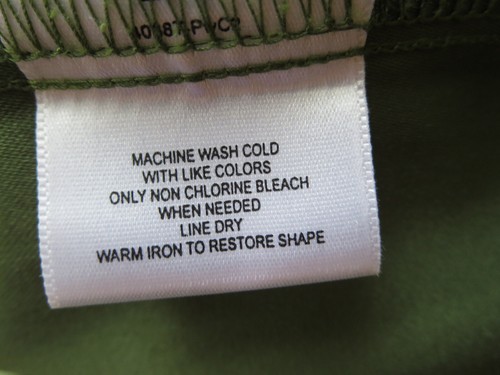 MACHINE WASH COLD
WITH LIKE COLORS
ONLY NON CHLORINE BLEACH
WHEN NEEDED
LINE DRY
WARM IRON TO RESTORE SHAPE